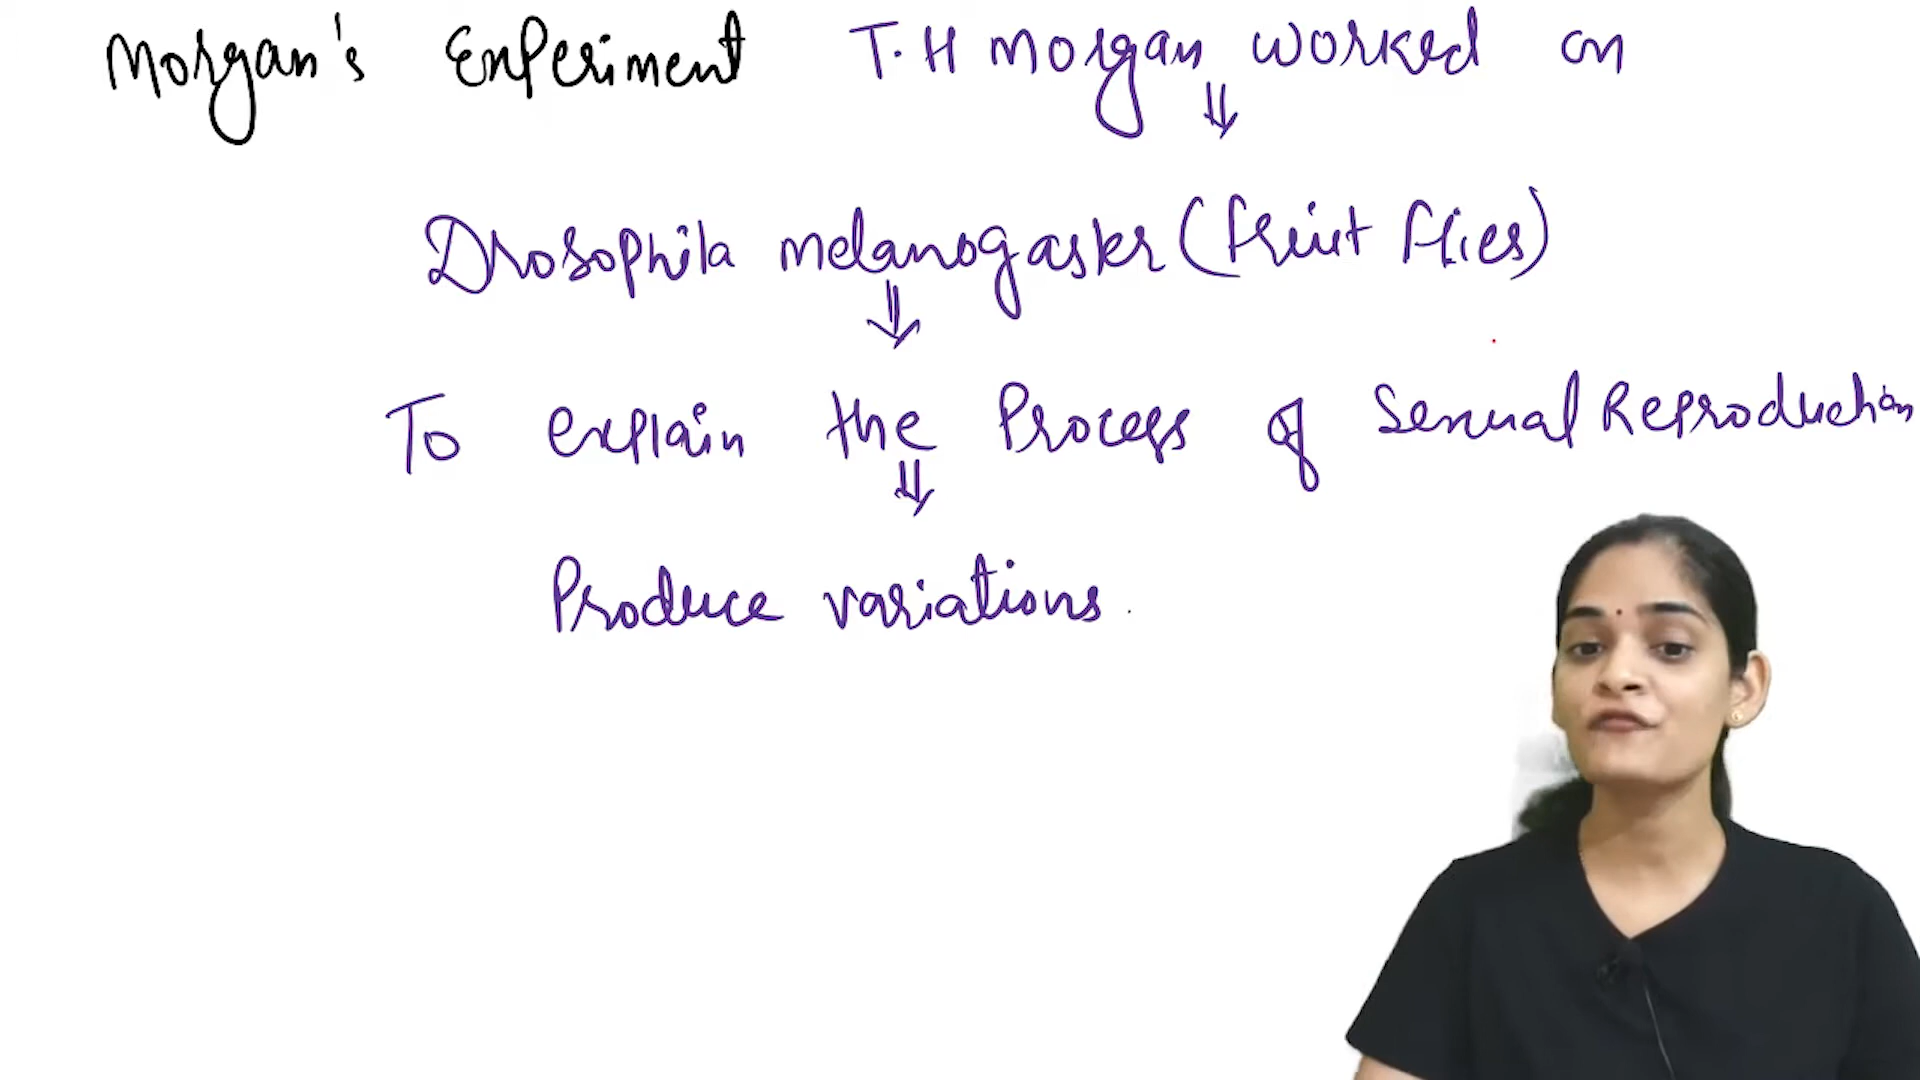 Morgan's Experiment T.H Morgan worked on
Drosophila melanogaster (fruit flies)
To explain the Process of Sexual Reproduction
Produce variations.